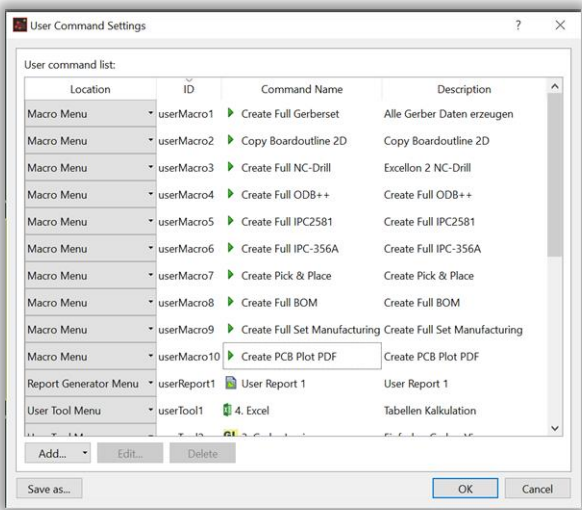 User Command Settings ? ×
User command list:
Location ID Command Name Description
Macro Menu userMacro1 Create Full Gerberset Alle Gerber Daten erzeugen
Macro Menu userMacro2 Copy Boardoutline 2D Copy Boardoutline 2D
Macro Menu userMacro3 Create Full NC-Drill Excellon 2 NC-Drill
Macro Menu userMacro4 Create Full ODB++ Create Full ODB++
Macro Menu userMacro5 Create Full IPC2581 Create Full IPC2581
Macro Menu userMacro6 Create Full IPC-356A Create Full IPC-356A
Macro Menu userMacro7 Create Pick & Place Create Pick & Place
Macro Menu userMacro8 Create Full BOM Create Full BOM
Macro Menu userMacro9 Create Full Set Manufacturing Create Full Set Manufacturing
Macro Menu userMacro10 Create PCB Plot PDF Create PCB Plot PDF
Report Generator Menu userReport1 User Report 1 User Report 1
User Tool Menu userTool1 4. Excel Tabellen Kalkulation
Add... Edit... Delete
Save as... OK Cancel